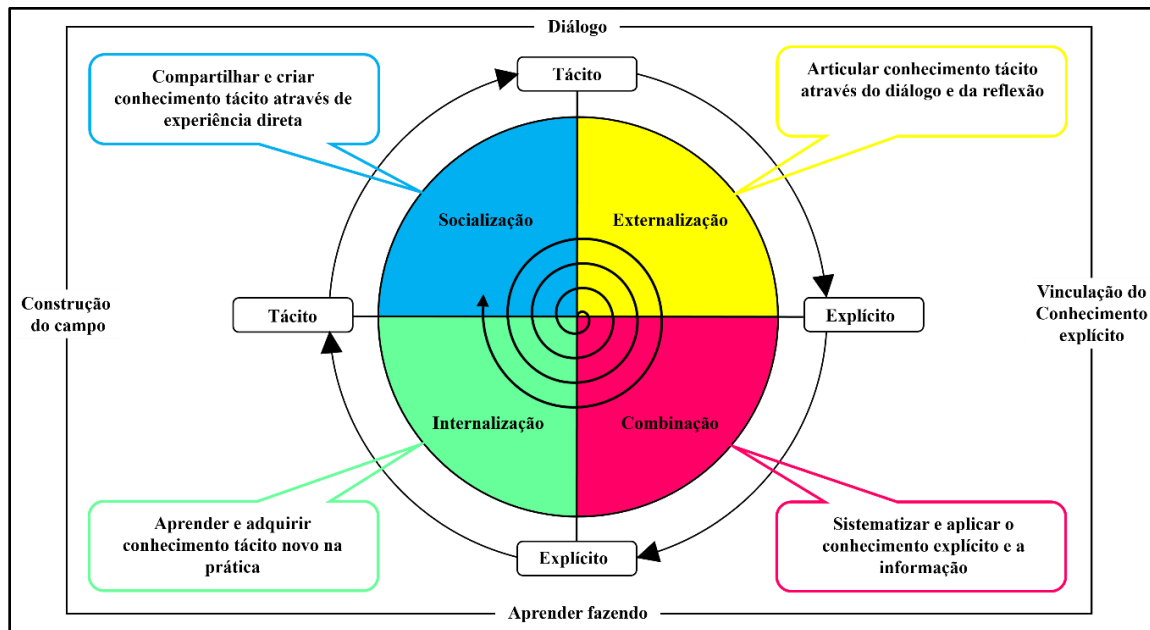 Diálogo
Compartilhar e criar
conhecimento tácito através de
experiência direta
Tácito
Articular conhecimento tácito
através do diálogo e da reflexão
Socialização
Externalização
Construção
do campo
Tácito
Explícito
Vinculação do
Conhecimento
explícito
Internalização
Combinação
Aprender e adquirir
conhecimento tácito novo na
prática
Explícito
Sistematizar e aplicar o
conhecimento explícito e a
informação
Aprender fazendo